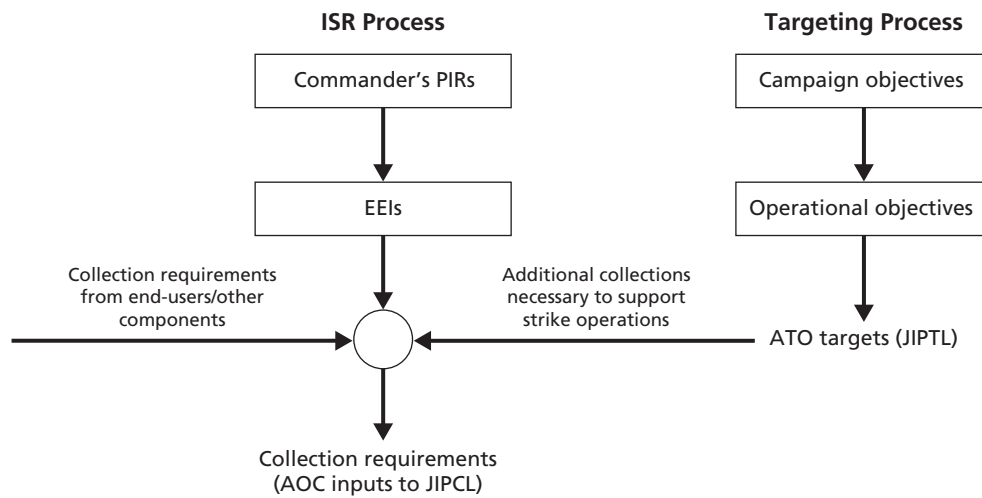 ISR Process
Targeting Process
Commander’s PIRs
Campaign objectives
EEIs
Operational objectives
Collection requirements
from end-users/other
components
Additional collections
necessary to support
strike operations
ATO targets (JIPTL)
Collection requirements
(AOC inputs to JIPCL)